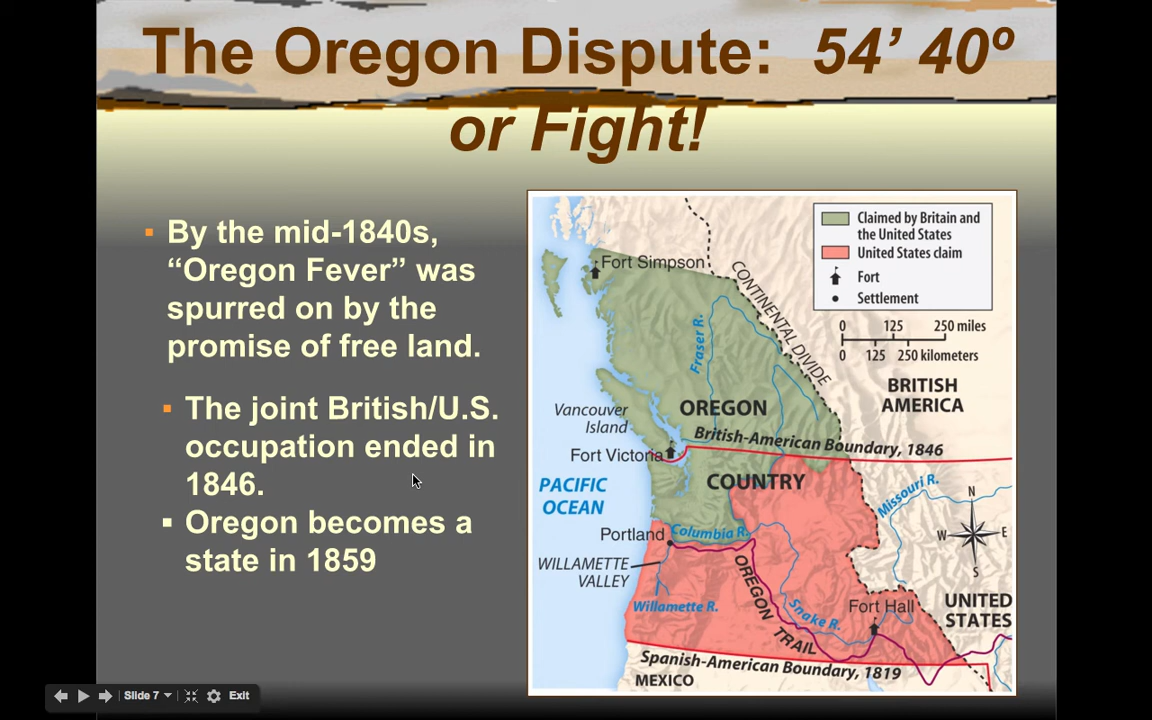 The Oregon Dispute: 54’ 40º
or Fight!
▪ By the mid-1840s,
“Oregon Fever” was
spurred on by the
promise of free land.
▪ The joint British/U.S.
occupation ended in
1846.
▪ Oregon becomes a
state in 1859
Claimed by Britain and
the United States
United States claim
Fort
Settlement
0 125 250 miles
0 125 250 kilometers
Fort Simpson
CONTINENTAL DIVIDE
Fraser R.
BRITISH
AMERICA
Vancouver
Island
OREGON
British-American Boundary, 1846
Fort Victoria
COUNTRY
PACIFIC
OCEAN
Missouri R.
N
W E
S
Portland
Columbia R.
WILLAMETTE
VALLEY
OREGON TRAIL
Willamette R.
Snake R.
Fort Hall
UNITED
STATES
Spanish-American Boundary, 1819
MEXICO
Slide 7
Exit